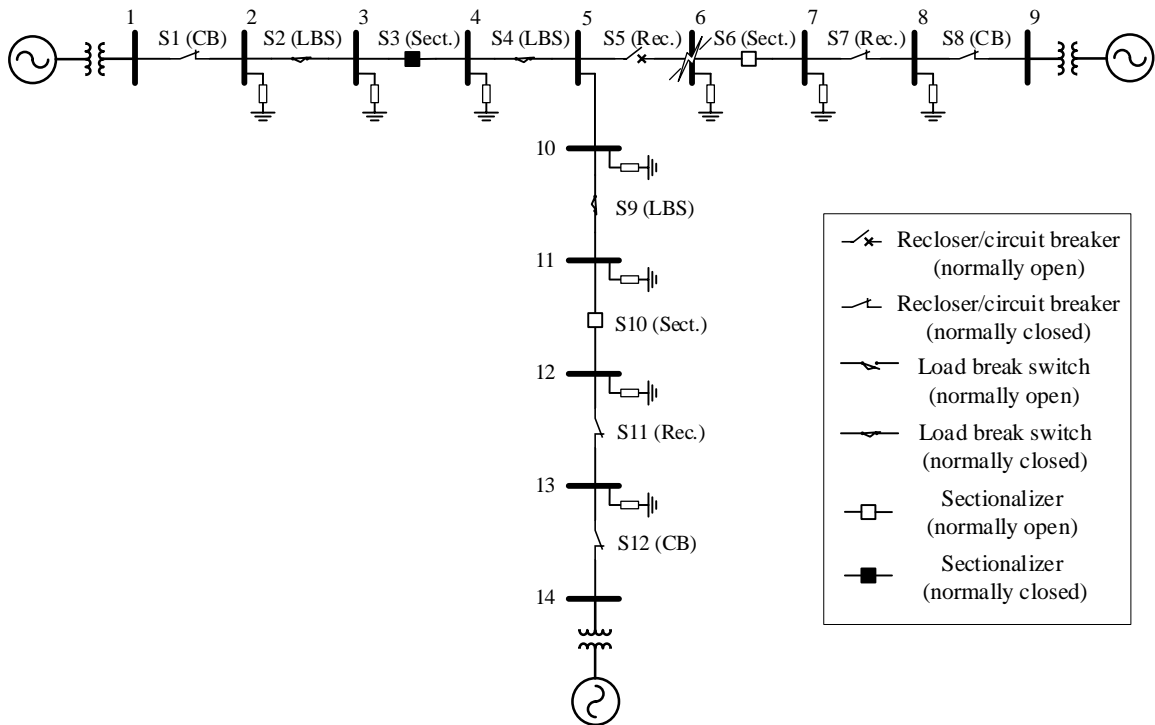 1 2 3 4 5 6 7 8 9
S1 (CB) S2 (LBS) S3 (Sect.) S4 (LBS) S5 (Rec.) S6 (Sect.) S7 (Rec.) S8 (CB)
10
S9 (LBS)
11
S10 (Sect.)
12
S11 (Rec.)
13
S12 (CB)
14
Recloser/circuit breaker
(normally open)
Recloser/circuit breaker
(normally closed)
Load break switch
(normally open)
Load break switch
(normally closed)
Sectionalizer
(normally open)
Sectionalizer
(normally closed)